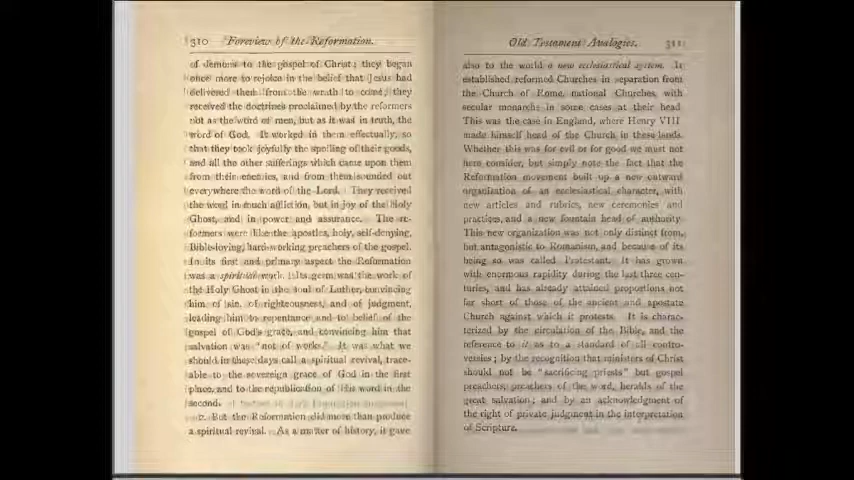 310 Foreview of the Reformation.
of demons to the gospel of Christ; they began
once more to rejoice in the belief that Jesus had
delivered them from the wrath to come; they
received the doctrines proclaimed by the reformers
not as the word of men, but as it was in truth, the
word of God. It worked in them effectually, so
that they took joyfully the spoiling of their goods,
and all the other sufferings which came upon them
from their enemies, and from them sounded out
everywhere the word of the Lord. They received
the word in much affliction, but in joy of the Holy
Ghost, and in power and assurance. The re-
formers were like the apostles, holy, self-denying,
Bible-loving, hard-working preachers of the gospel.
In its first and primary aspect the Reformation
was a spiritual work. Its germ was the work of
the Holy Ghost in the soul of Luther, convincing
him of sin, of righteousness, and of judgment,
leading him to repentance and to belief of the
gospel of God's grace, and convincing him that
salvation was "not of works." It was what we
should in these days call a spiritual revival, trace-
able to the sovereign grace of God in the first
place, and to the republication of His word in the
second.
But the Reformation did more than produce
a spiritual revival. As a matter of history, it gave
Old Testament Analogies. 311
also to the world a new ecclesiastical system. It
established reformed Churches in separation from
the Church of Rome, national Churches, with
secular monarchs in some cases at their head.
This was the case in England, where Henry VIII
made himself head of the Church in these lands.
Whether this was for evil or for good we must not
here consider, but simply note the fact that the
Reformation movement built up a new outward
organization of an ecclesiastical character, with
new articles and rubrics, new ceremonies and
practices, and a new fountain head of authority.
This new organization was not only distinct from,
but antagonistic to Romanism, and because of its
being so was called Protestant. It has grown
with enormous rapidity during the last three cen-
turies, and has already attained proportions not
far short of those of the ancient and apostate
Church against which it protests. It is charac-
terized by the circulation of the Bible, and the
reference to it as to a standard of all contro-
versies; by the recognition that ministers of Christ
should not be "sacrificing priests" but gospel
preachers, preachers of the word, heralds of the
great salvation; and by an acknowledgment of
the right of private judgment in the interpretation
of Scripture.